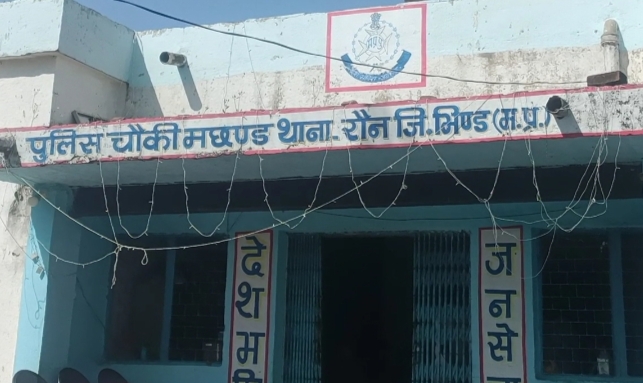 पुलिस चौकी मछण्ड थाना. रौन जि. भिण्ड (म.प्र.)
देश भ
जन से